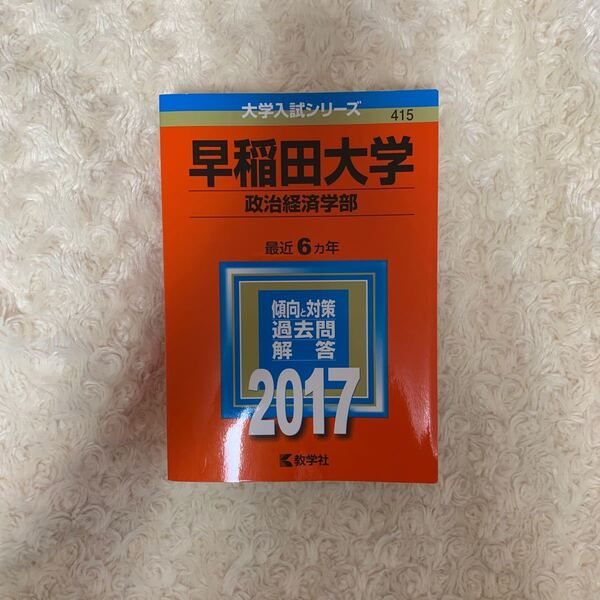 大学入試シリーズ
415
早稲田大学
政治経済学部
最近6ヵ年
傾向と対策
過去問
解答
2017
教学社